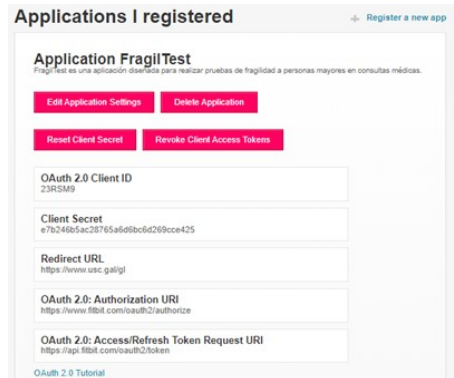 Applications I registered
Register a new app
Application FragilTest
FragilTest es una aplicación diseñada para realizar pruebas de fragilidad a personas mayores en consultas médicas.
Edit Application Settings
Delete Application
Reset Client Secret
Revoke Client Access Tokens
OAuth 2.0 Client ID
23RSM9
Client Secret
e7b246b5ac28765a6d6bc6d269cce425
Redirect URL
https://www.usc.gal/gl
OAuth 2.0: Authorization URI
https://www.fitbit.com/oauth2/authorize
OAuth 2.0: Access/Refresh Token Request URI
https://api.fitbit.com/oauth2/token
OAuth 2.0 Tutorial